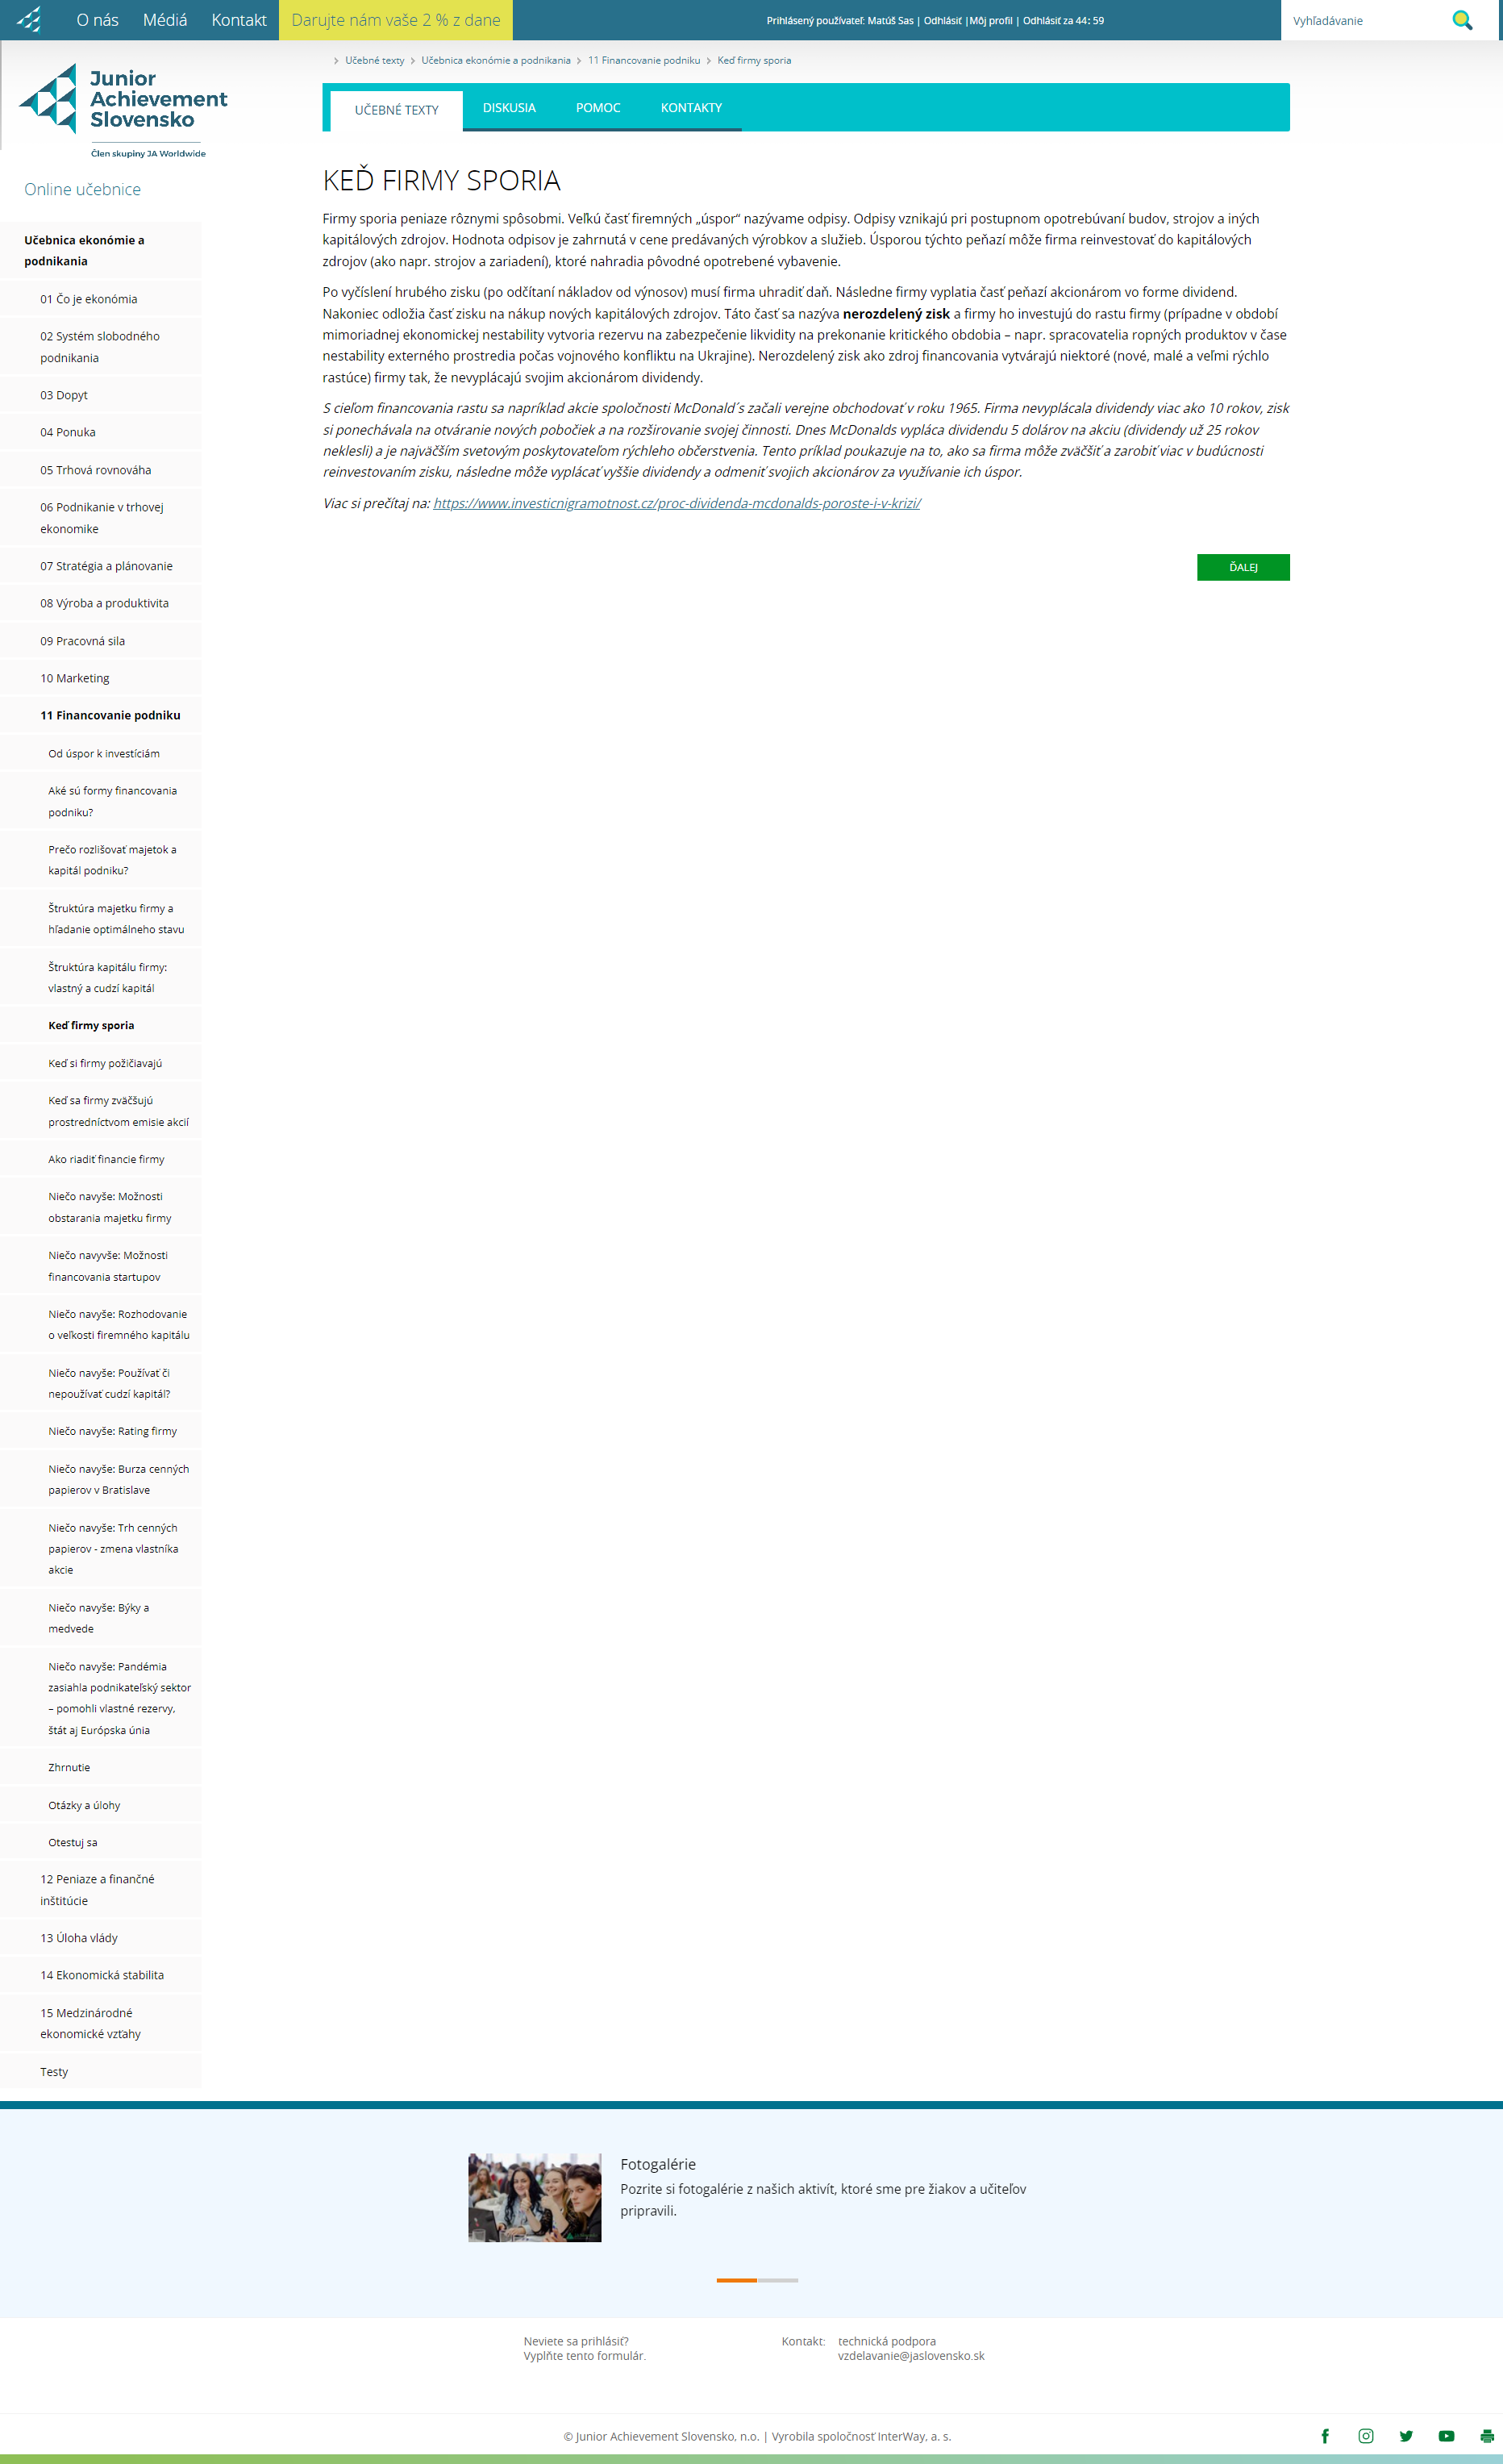 O nás Médiá Kontakt Darujte nám vaše 2 % z dane
Prihlásený používateľ: Matúš Sas | Odhlásiť |Môj profil | Odhlásiť za 44: 59
Vyhľadávanie
Junior
Achievement
Slovensko
Člen skupiny JA Worldwide
Učebné texty Učebnica ekonómie a podnikania 11 Financovanie podniku Keď firmy sporia
UČEBNÉ TEXTY DISKUSIA POMOC KONTAKTY
Online učebnice
Učebnica ekonómie a
podnikania
01 Čo je ekonómia
02 Systém slobodného
podnikania
03 Dopyt
04 Ponuka
05 Trhová rovnováha
06 Podnikanie v trhovej
ekonomike
07 Stratégia a plánovanie
08 Výroba a produktivita
09 Pracovná sila
10 Marketing
11 Financovanie podniku
Od úspor k investíciám
Aké sú formy financovania
podniku?
Prečo rozlišovať majetok a
kapitál podniku?
Štruktúra majetku firmy a
hľadanie optimálneho stavu
Štruktúra kapitálu firmy:
vlastný a cudzí kapitál
Keď firmy sporia
Keď si firmy požičiavajú
Keď sa firmy zväčšujú
prostredníctvom emisie akcií
Ako riadiť financie firmy
Niečo navyše: Možnosti
obstarania majetku firmy
Niečo navyvše: Možnosti
financovania startupov
Niečo navyše: Rozhodovanie
o veľkosti firemného kapitálu
Niečo navyše: Používať či
nepoužívať cudzí kapitál?
Niečo navyše: Rating firmy
Niečo navyše: Burza cenných
papierov v Bratislave
Niečo navyše: Trh cenných
papierov - zmena vlastníka
akcie
Niečo navyše: Býky a
medvede
Niečo navyše: Pandémia
zasiahla podnikateľský sektor
– pomohli vlastné rezervy,
štát aj Európska únia
Zhrnutie
Otázky a úlohy
Otestuj sa
12 Peniaze a finančné
inštitúcie
13 Úloha vlády
14 Ekonomická stabilita
15 Medzinárodné
ekonomické vzťahy
Testy
KEĎ FIRMY SPORIA
Firmy sporia peniaze rôznymi spôsobmi. Veľkú časť firemných „úspor“ nazývame odpisy. Odpisy vznikajú pri postupnom opotrebúvaní budov, strojov a iných
kapitálových zdrojov. Hodnota odpisov je zahrnutá v cene predávaných výrobkov a služieb. Úsporou týchto peňazí môže firma reinvestovať do kapitálových
zdrojov (ako napr. strojov a zariadení), ktoré nahradia pôvodné opotrebené vybavenie.
Po vyčíslení hrubého zisku (po odčítaní nákladov od výnosov) musí firma uhradiť daň. Následne firmy vyplatia časť peňazí akcionárom vo forme dividend.
Nakoniec odložia časť zisku na nákup nových kapitálových zdrojov. Táto časť sa nazýva nerozdelený zisk a firmy ho investujú do rastu firmy (prípadne v období
mimoriadnej ekonomickej nestability vytvoria rezervu na zabezpečenie likvidity na prekonanie kritického obdobia – napr. spracovatelia ropných produktov v čase
nestability externého prostredia počas vojnového konfliktu na Ukrajine). Nerozdelený zisk ako zdroj financovania vytvárajú niektoré (nové, malé a veľmi rýchlo
rastúce) firmy tak, že nevyplácajú svojim akcionárom dividendy.
S cieľom financovania rastu sa napríklad akcie spoločnosti McDonald´s začali verejne obchodovať v roku 1965. Firma nevyplácala dividendy viac ako 10 rokov, zisk
si ponechávala na otváranie nových pobočiek a na rozširovanie svojej činnosti. Dnes McDonalds vypláca dividendu 5 dolárov na akciu (dividendy už 25 rokov
neklesli) a je najväčším svetovým poskytovateľom rýchleho občerstvenia. Tento príklad poukazuje na to, ako sa firma môže zväčšiť a zarobiť viac v budúcnosti
reinvestovaním zisku, následne môže vyplácať vyššie dividendy a odmeniť svojich akcionárov za využívanie ich úspor.
Viac si prečítaj na: https://www.investicnigramotnost.cz/proc-dividenda-mcdonalds-poroste-i-v-krizi/
ĎALEJ
Fotogalérie
Pozrite si fotogalérie z našich aktivít, ktoré sme pre žiakov a učiteľov
pripravili.
Neviete sa prihlásiť?
Vyplňte tento formulár.
Kontakt: technická podpora
vzdelavanie@jaslovensko.sk
© Junior Achievement Slovensko, n.o. | Vyrobila spoločnosť InterWay, a. s.